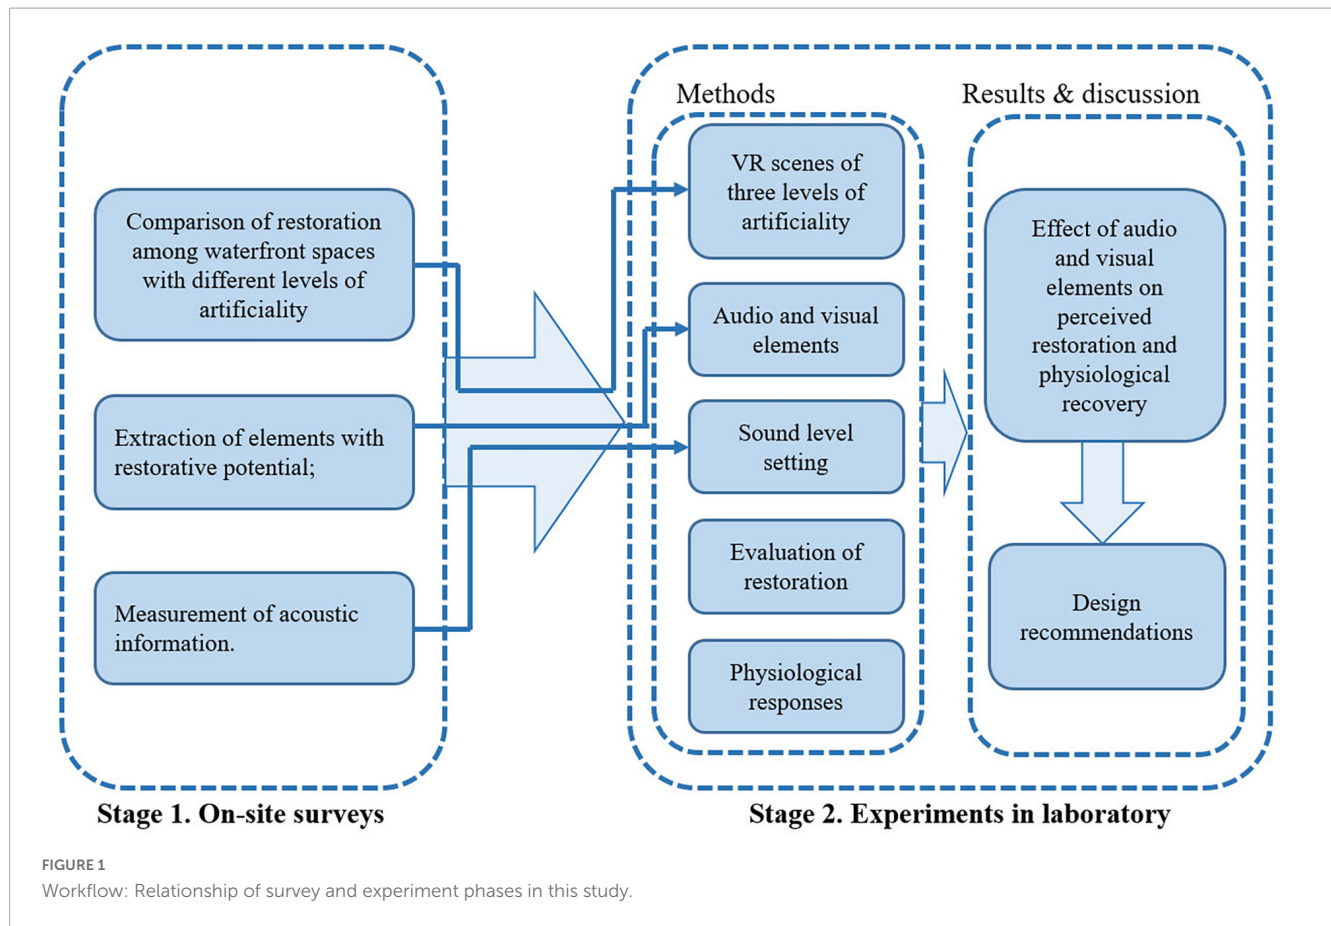 Comparison of restoration
among waterfront spaces
with different levels of
artificiality
Extraction of elements with
restorative potential;
Measurement of acoustic
information.
Stage 1. On-site surveys
Methods
VR scenes of
three levels of
artificiality
Audio and visual
elements
Sound level
setting
Evaluation of
restoration
Physiological
responses
Results & discussion
Effect of audio
and visual
elements on
perceived
restoration and
physiological
recovery
Design
recommendations
Stage 2. Experiments in laboratory
FIGURE 1
Workflow: Relationship of survey and experiment phases in this study.